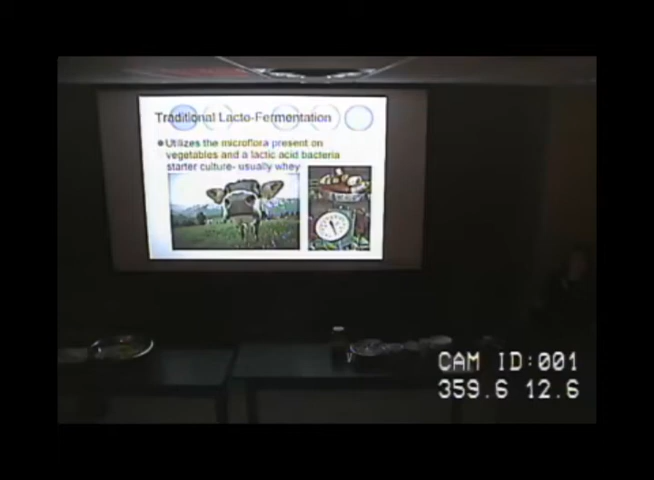 Traditional Lacto-Fermentation
Utilizes the microflora present on
vegetables and a lactic acid bacteria
starter culture- usually whey
CAM ID:001
359.6 12.6